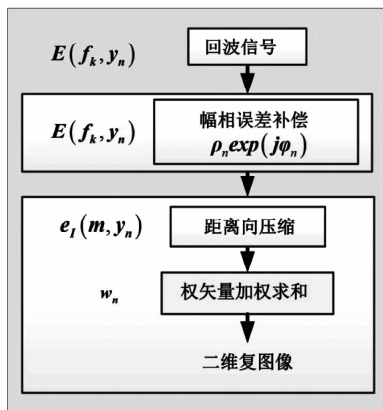 E(f_k, y_n) 回波信号
E(f_k, y_n) 幅相误差补偿
ρ_n exp(jφ_n)
e_I(m, y_n) 距离向压缩
w_n 权矢量加权求和
二维复图像